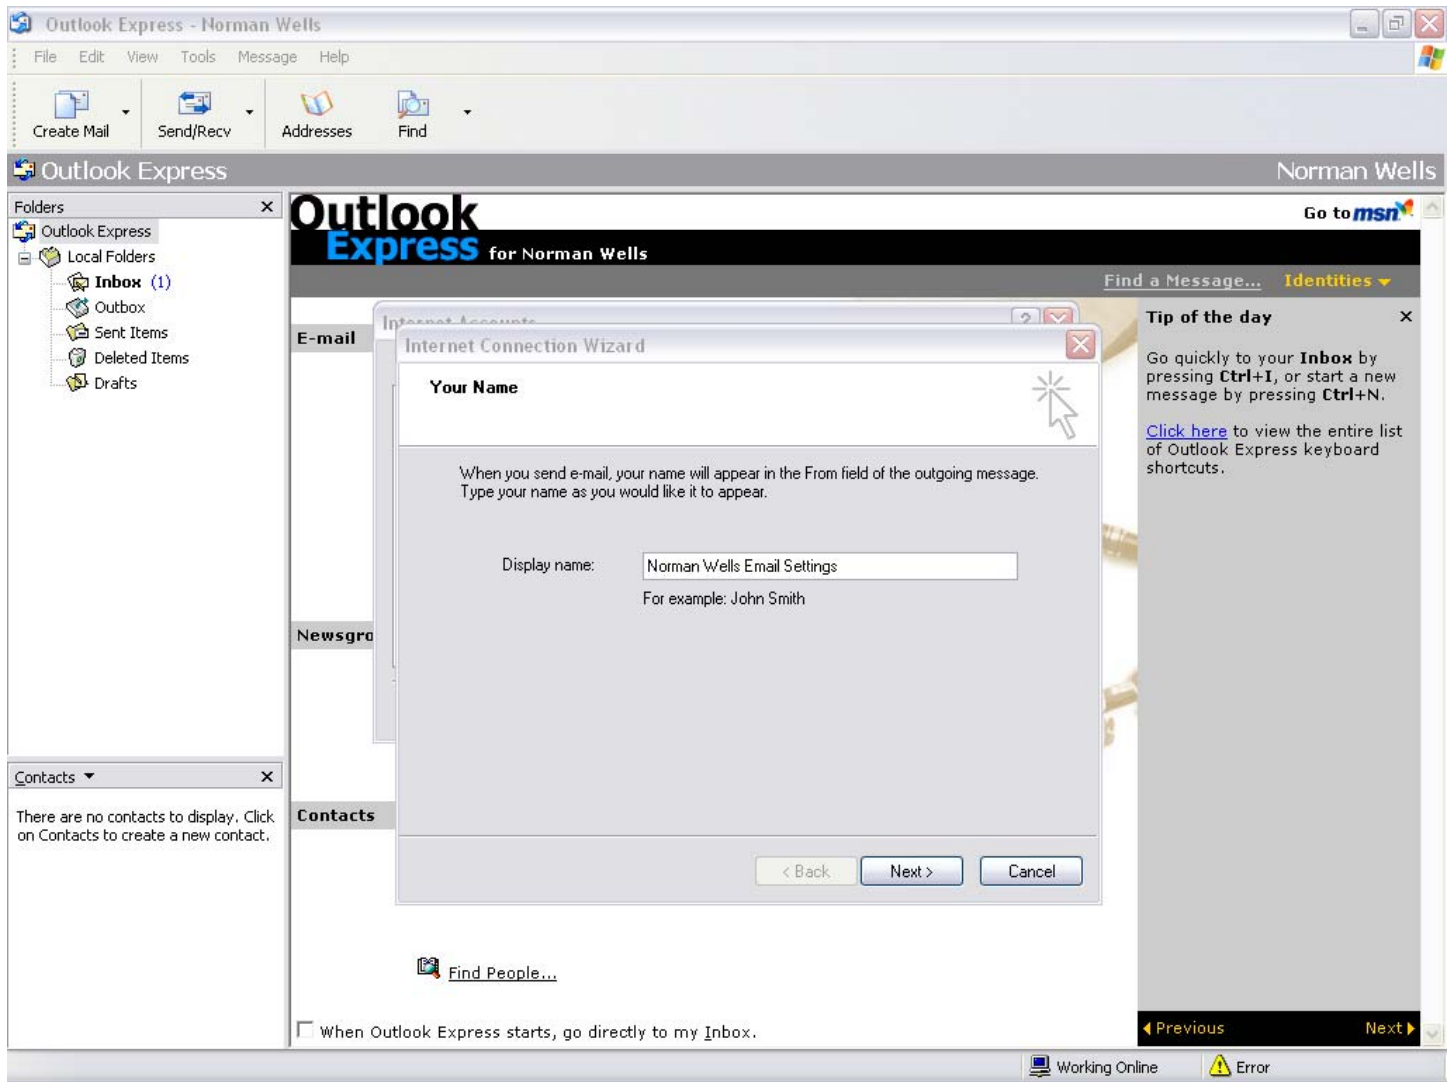 Outlook Express - Norman Wells
File Edit View Tools Message Help
Create Mail Send/Recv Addresses Find
Outlook Express Norman Wells
Folders
Outlook Express
Local Folders
Inbox (1)
Outbox
Sent Items
Deleted Items
Drafts
Contacts
There are no contacts to display. Click
on Contacts to create a new contact.
Outlook
Express for Norman Wells
Go to msn
Find a Message... Identities
E-mail
Newsgro
Contacts
Internet Accounts
Internet Connection Wizard
Your Name
When you send e-mail, your name will appear in the From field of the outgoing message.
Type your name as you would like it to appear.
Display name: Norman Wells Email Settings
For example: John Smith
< Back Next > Cancel
Find People...
When Outlook Express starts, go directly to my Inbox.
Tip of the day
Go quickly to your Inbox by
pressing Ctrl+I, or start a new
message by pressing Ctrl+N.
Click here to view the entire list
of Outlook Express keyboard
shortcuts.
Previous Next
Working Online Error